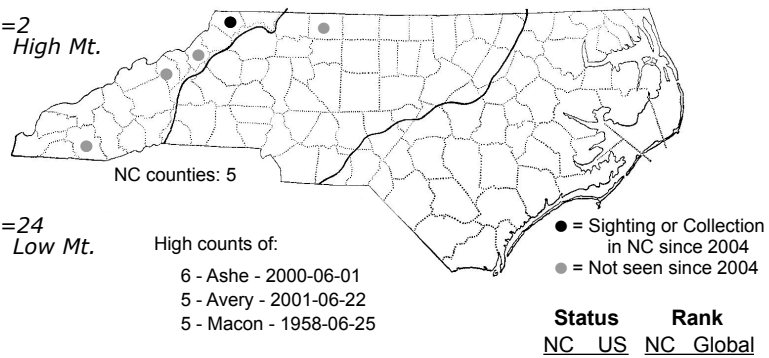 =2
High Mt.
NC counties: 5
=24
Low Mt.
High counts of:
6 - Ashe - 2000-06-01
5 - Avery - 2001-06-22
5 - Macon - 1958-06-25
● = Sighting or Collection
in NC since 2004
● = Not seen since 2004
Status Rank
NC US NC Global